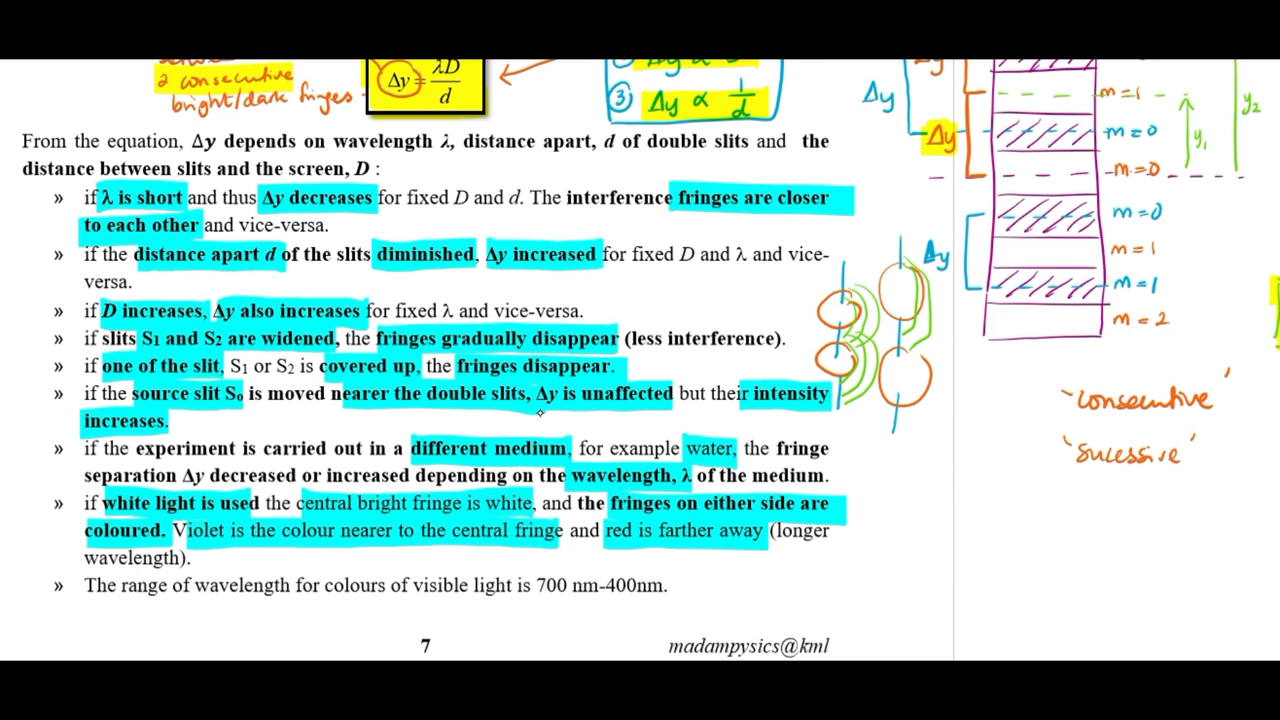 2 consecutive
bright/dark fringes
Δy = λD/d
③ Δy ∝ 1/d
From the equation, Δy depends on wavelength λ, distance apart, d of double slits and the
distance between slits and the screen, D :
» if λ is short and thus Δy decreases for fixed D and d. The interference fringes are closer
to each other and vice-versa.
» if the distance apart d of the slits diminished, Δy increased for fixed D and λ and vice-
versa.
» if D increases, Δy also increases for fixed λ and vice-versa.
» if slits S₁ and S₂ are widened, the fringes gradually disappear (less interference).
» if one of the slit, S₁ or S₂ is covered up, the fringes disappear.
» if the source slit Sₒ is moved nearer the double slits, Δy is unaffected but their intensity
increases.
» if the experiment is carried out in a different medium, for example water, the fringe
separation Δy decreased or increased depending on the wavelength, λ of the medium.
» if white light is used the central bright fringe is white, and the fringes on either side are
coloured. Violet is the colour nearer to the central fringe and red is farther away (longer
wavelength).
» The range of wavelength for colours of visible light is 700 nm-400nm.
7
madampysics@kml
Δy
m=1
y₂
Δy
m=0
y₁
m=0
m=0
Δy
m=1
m=1
m=2
'consecutive'
'sucessive'